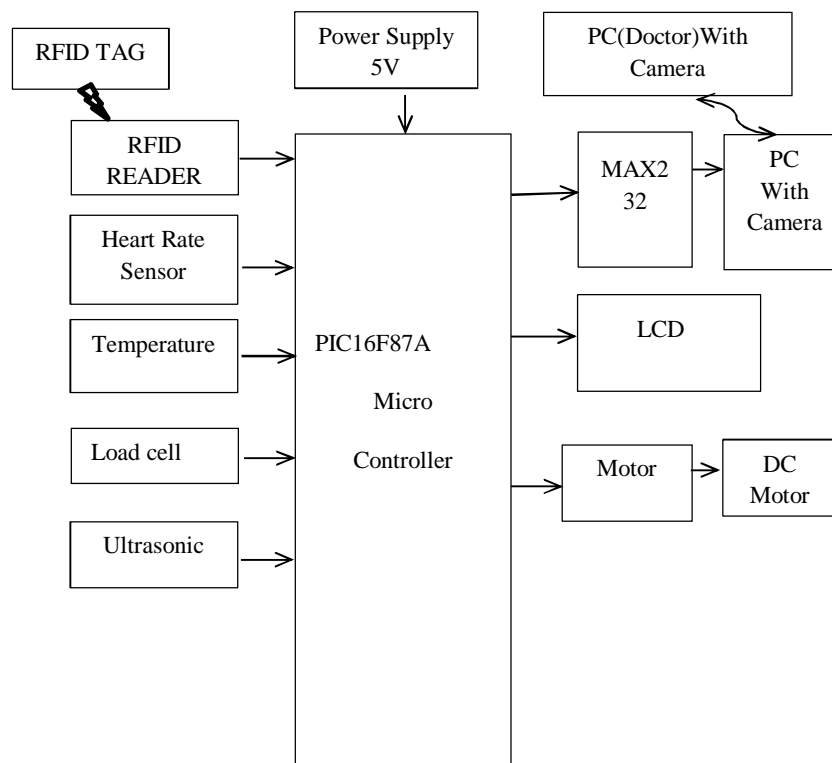 RFID TAG
Power Supply
5V
PC(Doctor)With
Camera
RFID
READER
Heart Rate
Sensor
Temperature
Load cell
Ultrasonic
PIC16F87A
Micro
Controller
MAX2
32
PC
With
Camera
LCD
Motor
DC
Motor